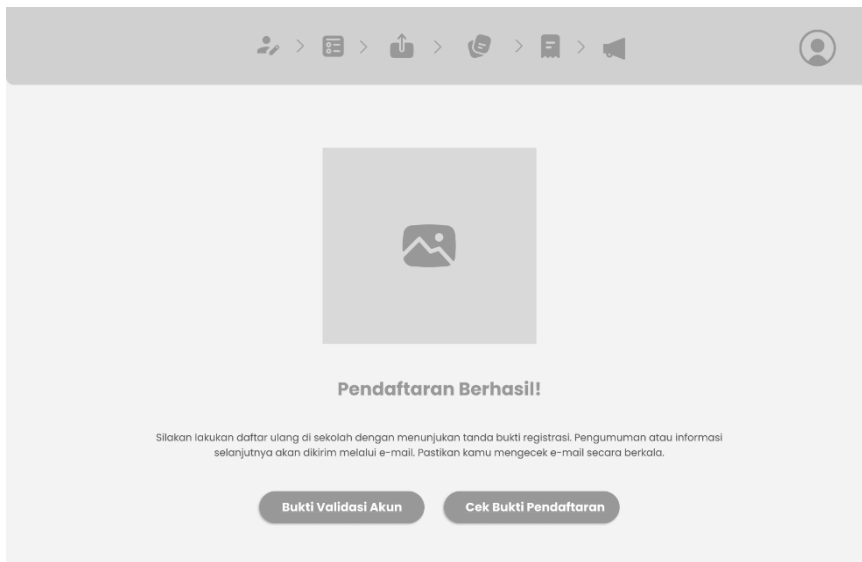 Pendaftaran Berhasil!
Silakan lakukan daftar ulang di sekolah dengan menunjukan tanda bukti registrasi. Pengumuman atau informasi
selanjutnya akan dikirim melalui e-mail. Pastikan kamu mengecek e-mail secara berkala.
Bukti Validasi Akun
Cek Bukti Pendaftaran